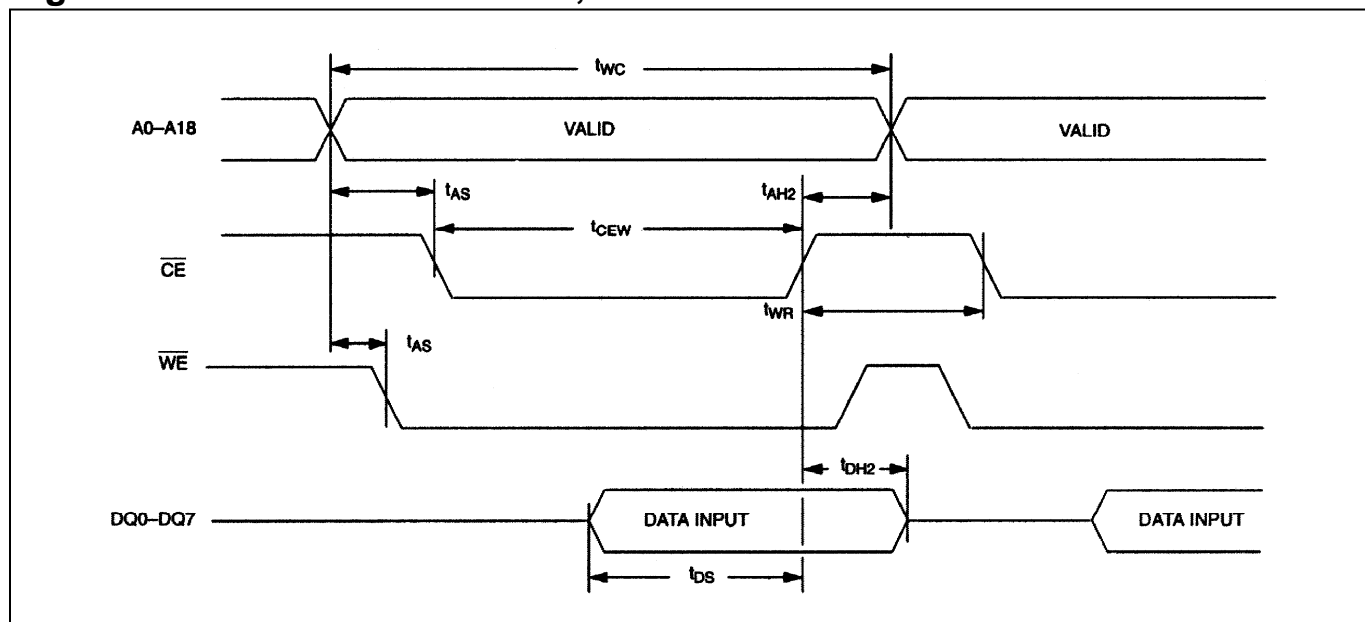 tWC
A0–A18
VALID
VALID
tAS
tAH2
tCEW
CE
tWR
tAS
WE
tDH2
DQ0–DQ7
DATA INPUT
DATA INPUT
tDS